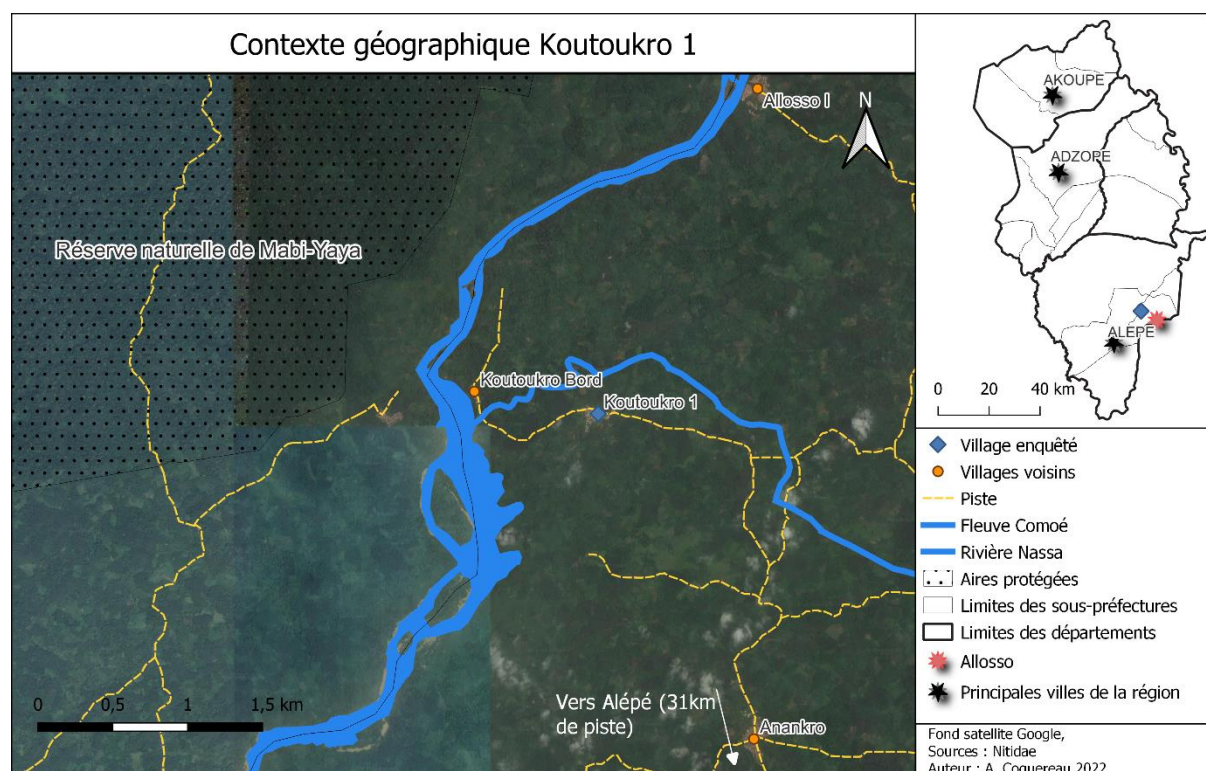 Contexte géographique Koutoukro 1
Allosso I
N
Réserve naturelle de Mabi-Yaya
Koutoukro Bord
Koutoukro 1
Vers Alépé (31km
de piste)
Anankro
0 0,5 1 1,5 km
AKOUPE
ADZOPE
ALEPE
0 20 40 km
Village enquêté
Villages voisins
Piste
Fleuve Comoé
Rivière Nassa
Aires protégées
Limites des sous-préfectures
Limites des départements
Allosso
Principales villes de la région
Fond satellite Google,
Sources : Nitidae
Auteur : A. Coquereau 2022